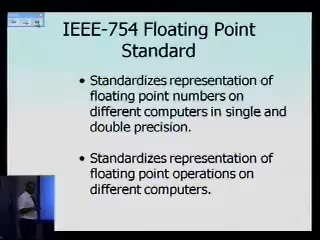 IEEE-754 Floating Point
Standard
• Standardizes representation of
floating point numbers on
different computers in single and
double precision.
• Standardizes representation of
floating point operations on
different computers.